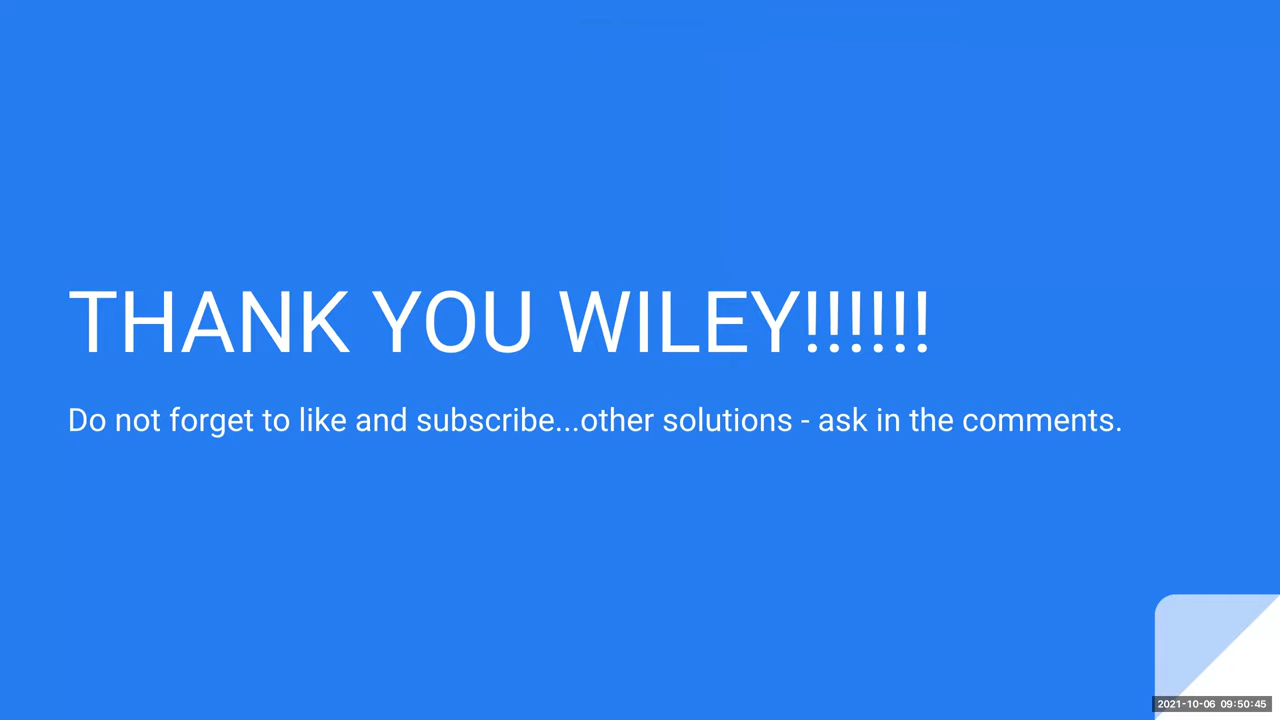 THANK YOU WILEY!!!!!!
Do not forget to like and subscribe...other solutions - ask in the comments.
2021-10-06 09:50:45